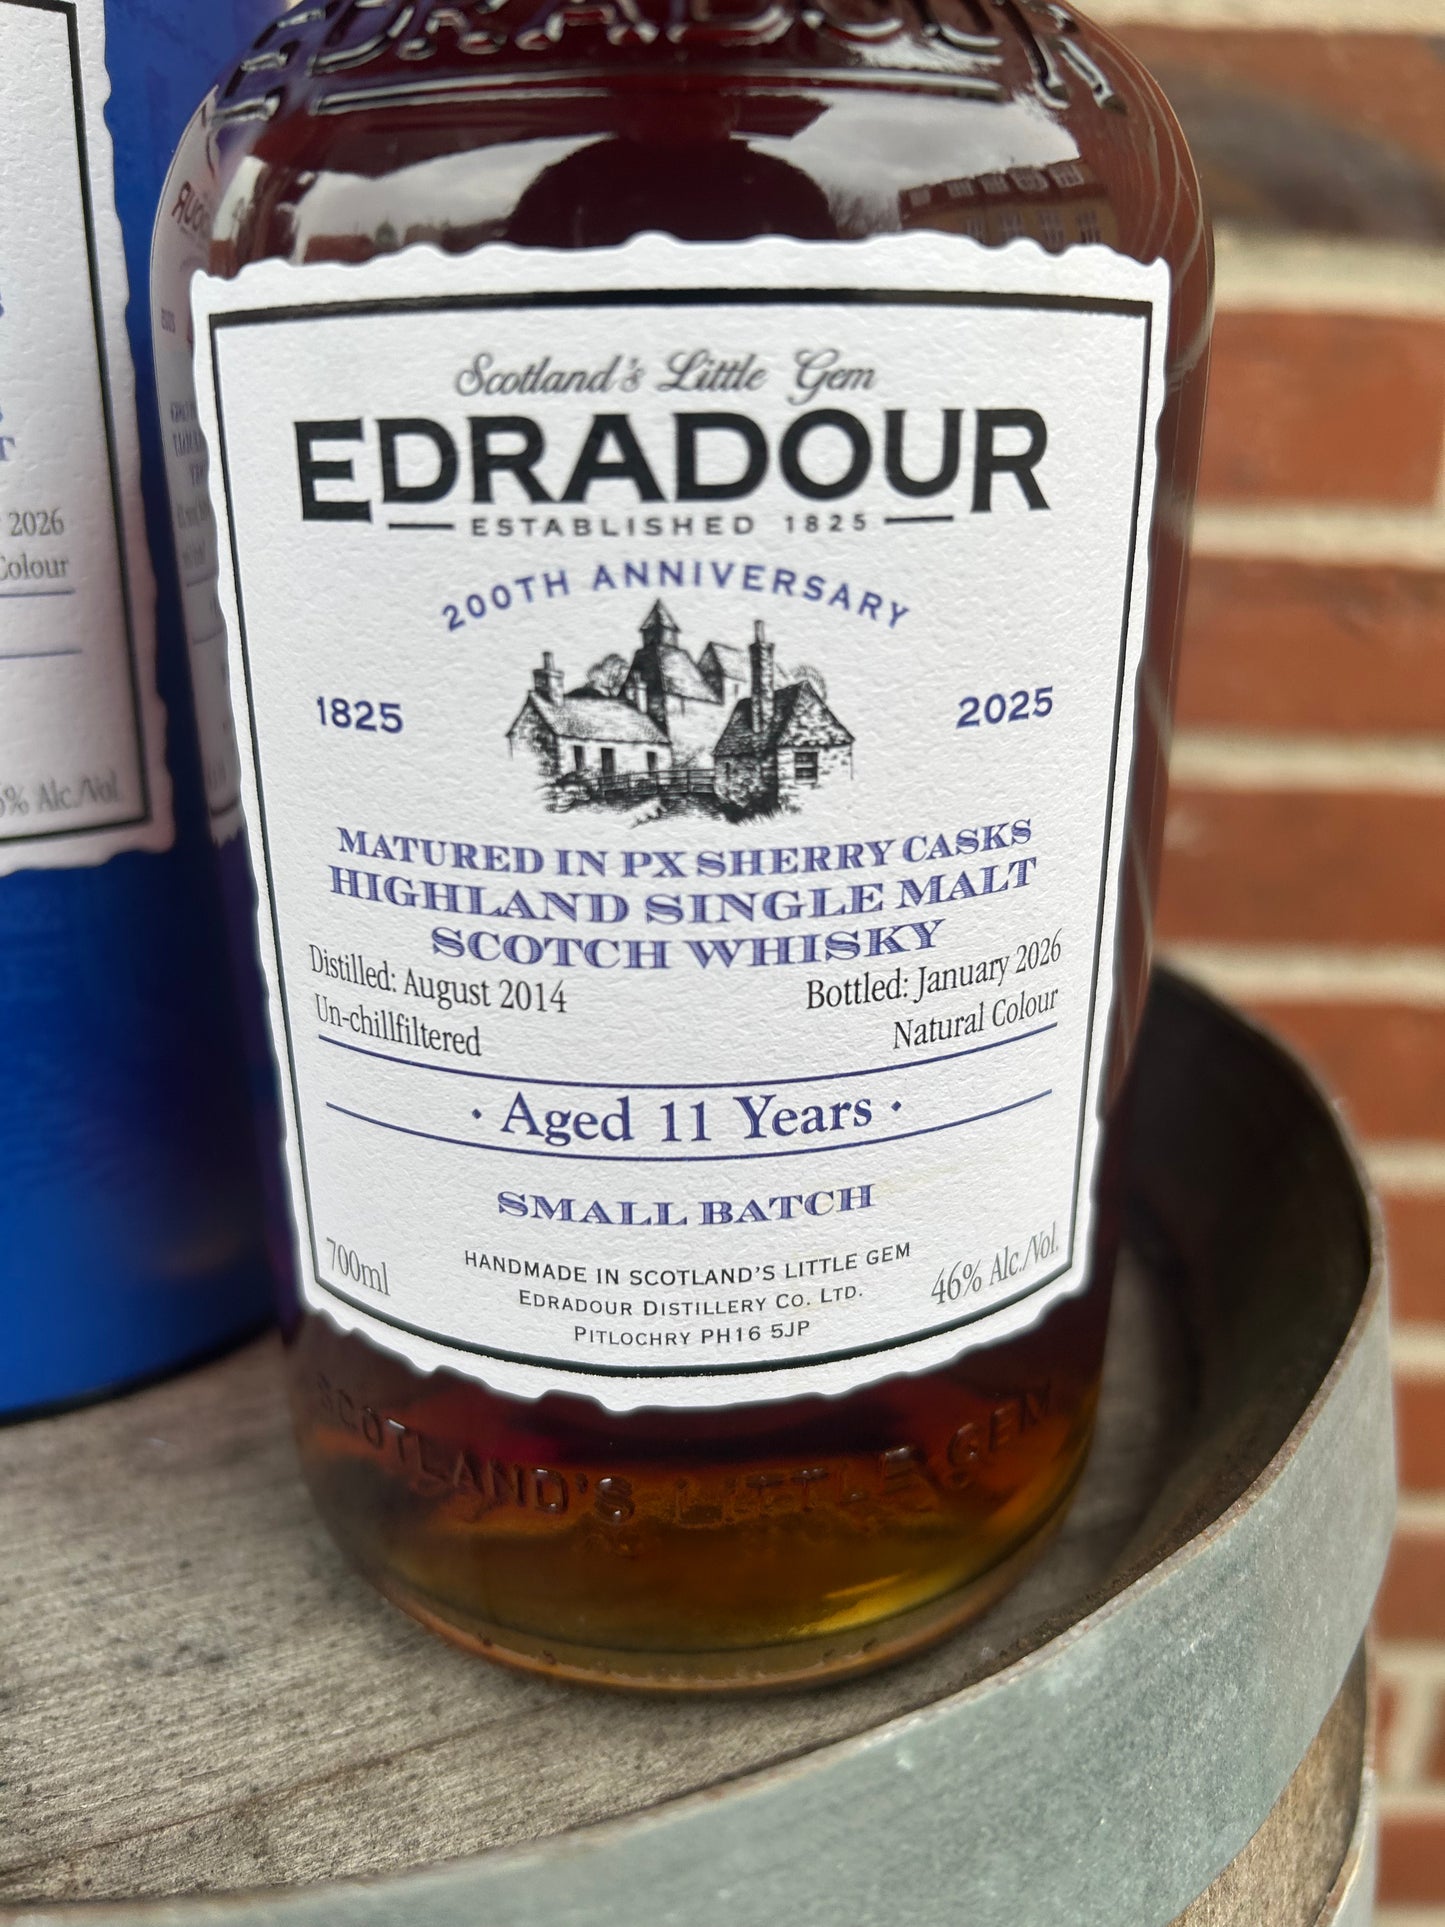 EDRADOUR
Scotland's Little Gem
EDRADOUR
ESTABLISHED 1825
200TH ANNIVERSARY
1825
2025
MATURED IN PX SHERRY CASKS
HIGHLAND SINGLE MALT
SCOTCH WHISKY
Distilled: August 2014
Bottled: January 2026
Un-chillfiltered
Natural Colour
· Aged 11 Years ·
SMALL BATCH
700ml
46% Alc./Vol.
HANDMADE IN SCOTLAND'S LITTLE GEM
EDRADOUR DISTILLERY CO. LTD.
PITLOCHRY PH16 5JP
SCOTLAND'S LITTLE GEM
2026
Colour
% Alc./Vol.